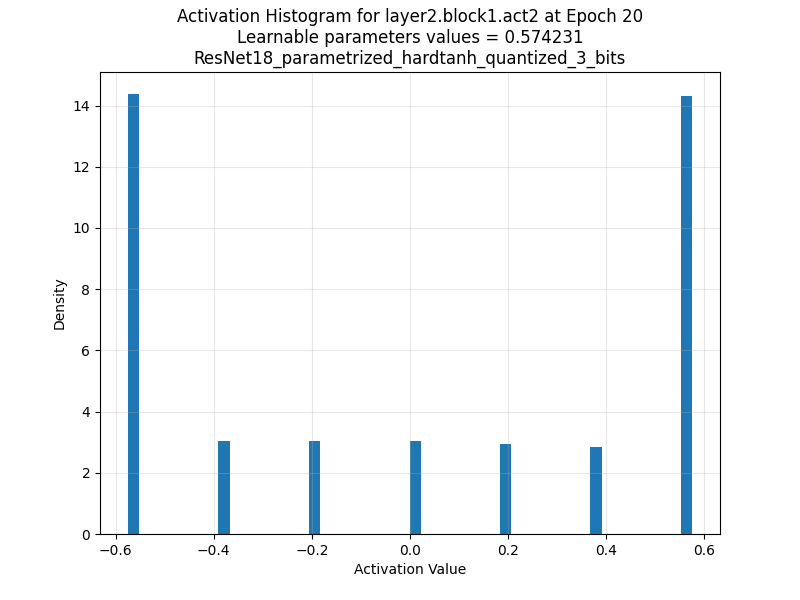 Activation Histogram for layer2.block1.act2 at Epoch 20
Learnable parameters values = 0.574231
ResNet18_parametrized_hardtanh_quantized_3_bits
14
12
10
8
6
4
2
0
Density
−0.6 −0.4 −0.2 0.0 0.2 0.4 0.6
Activation Value